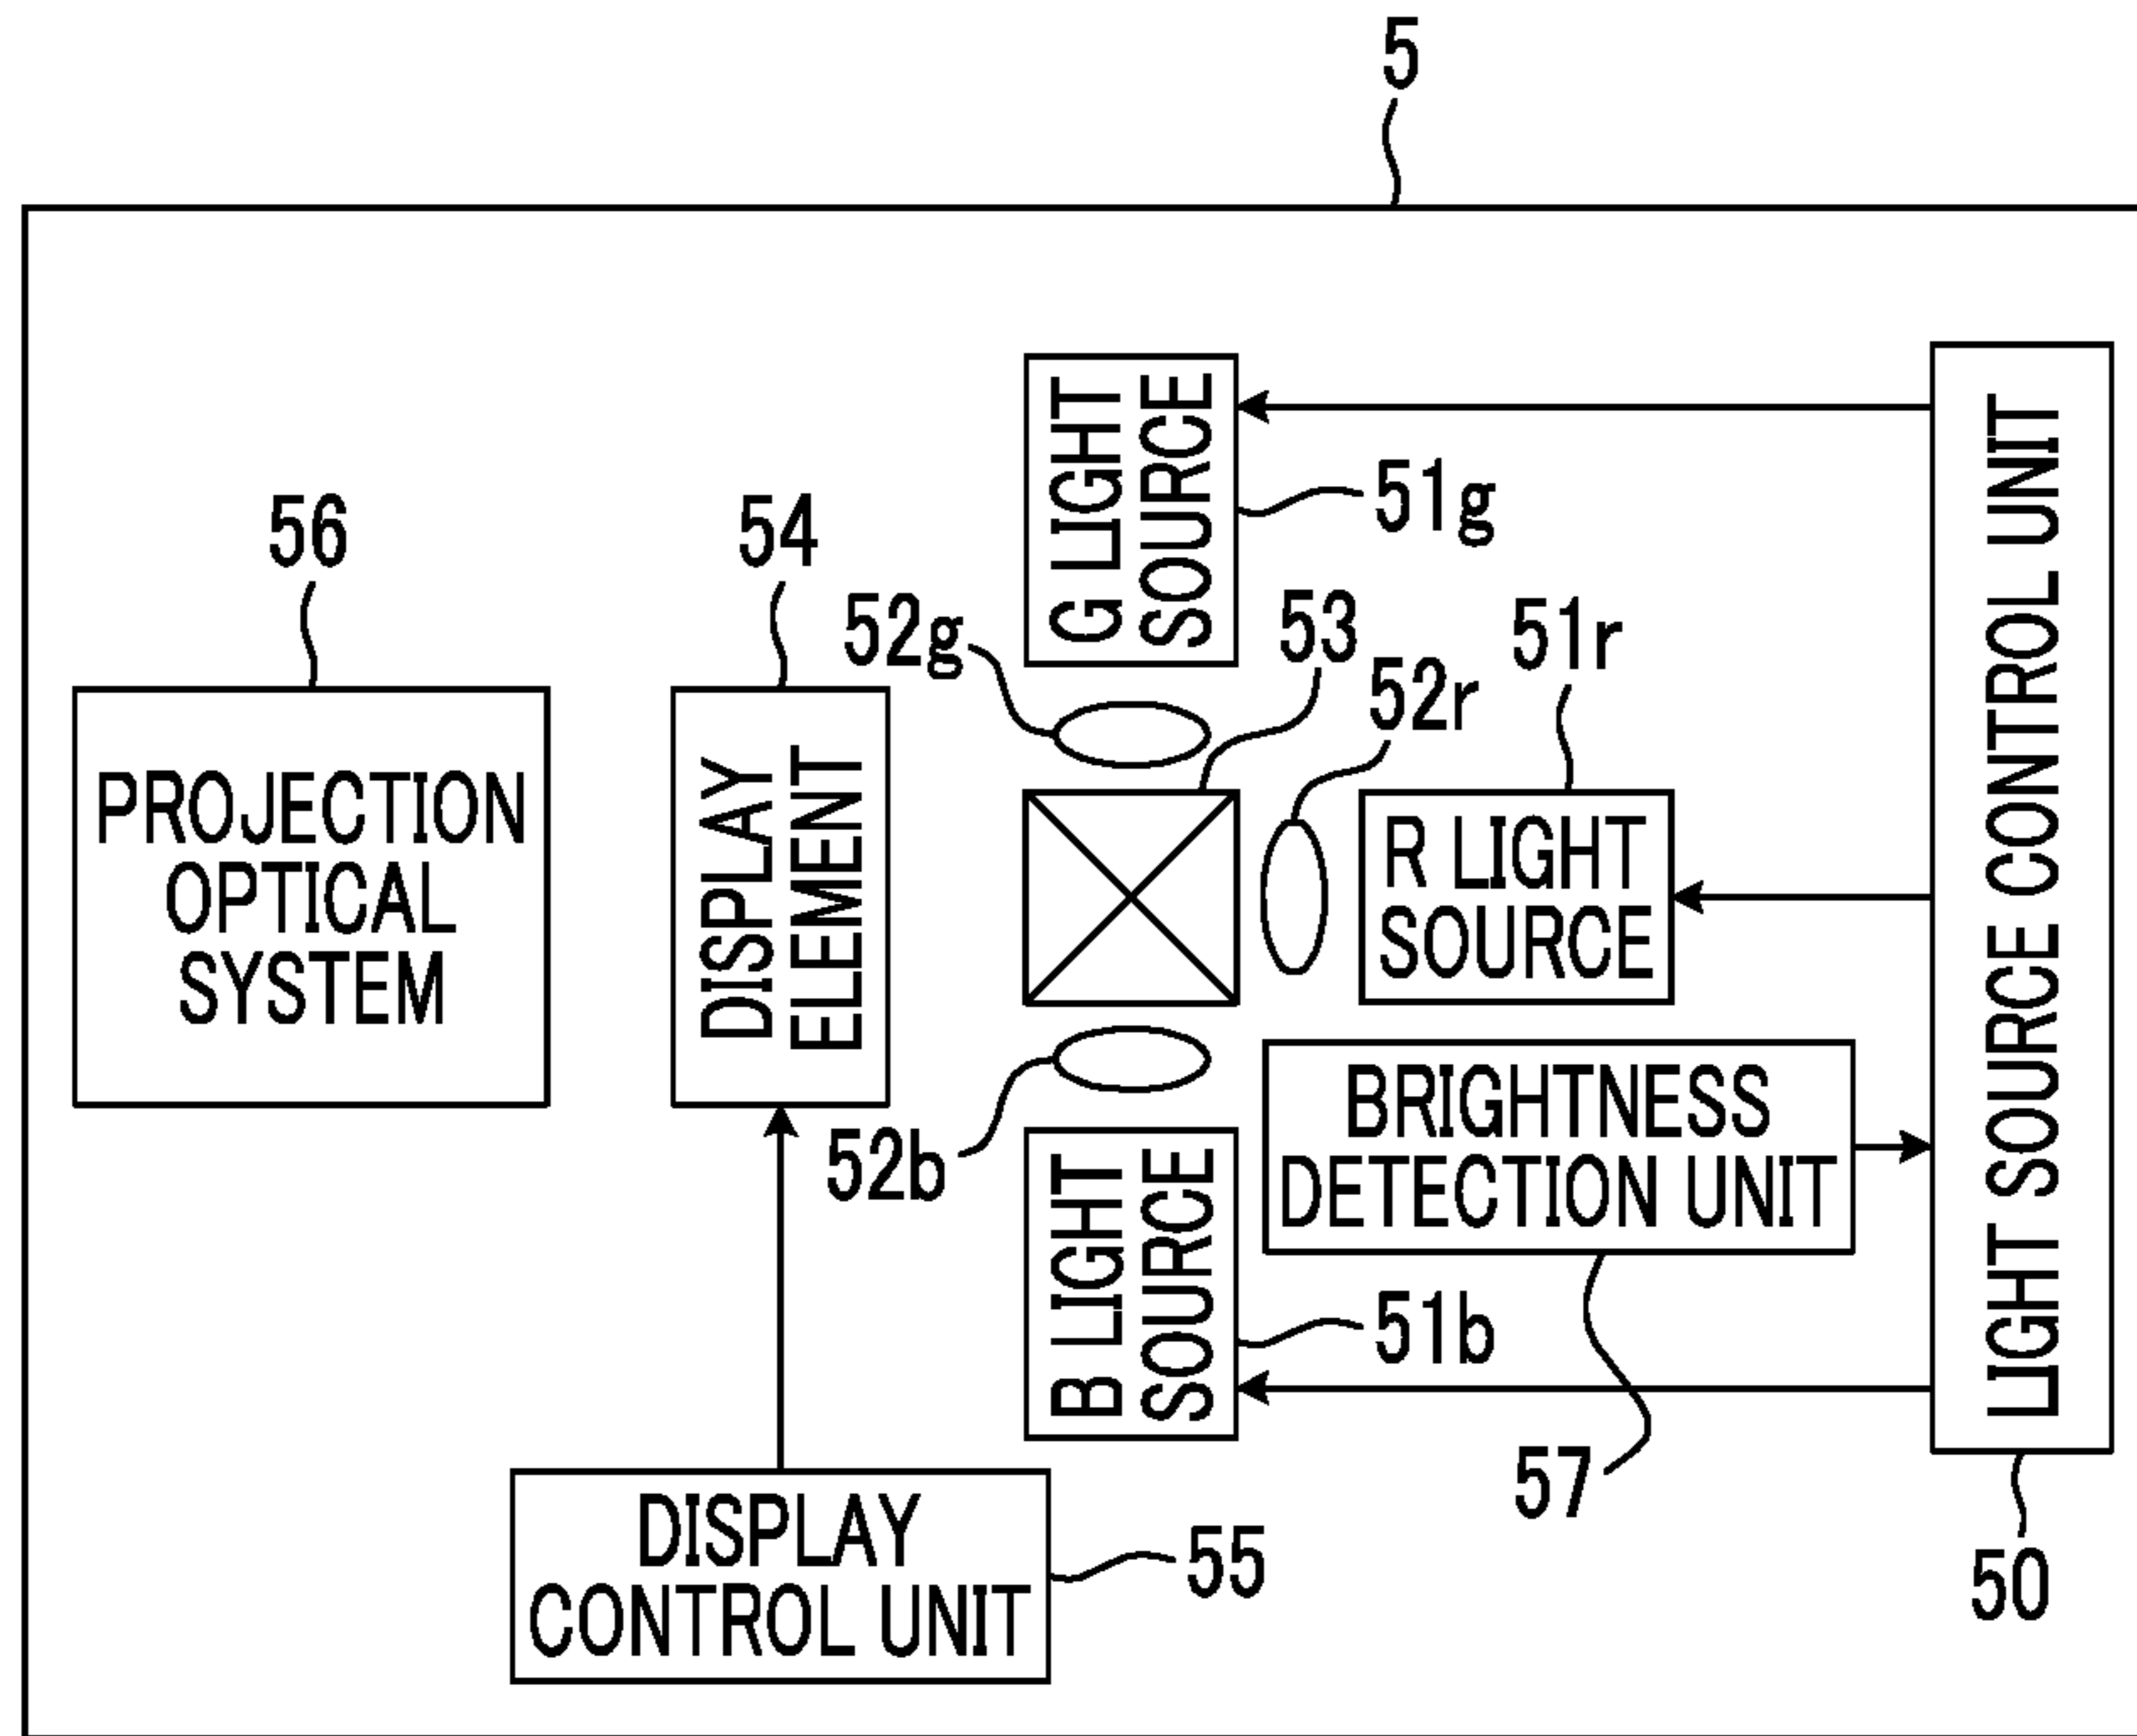 5
G LIGHT
SOURCE
51g
56
54
52g
53
52r
51r
PROJECTION
OPTICAL
SYSTEM
DISPLAY
ELEMENT
R LIGHT
SOURCE
LIGHT SOURCE CONTROL UNIT
BRIGHTNESS
DETECTION UNIT
52b
B LIGHT
SOURCE
51b
57
DISPLAY
CONTROL UNIT
55
50